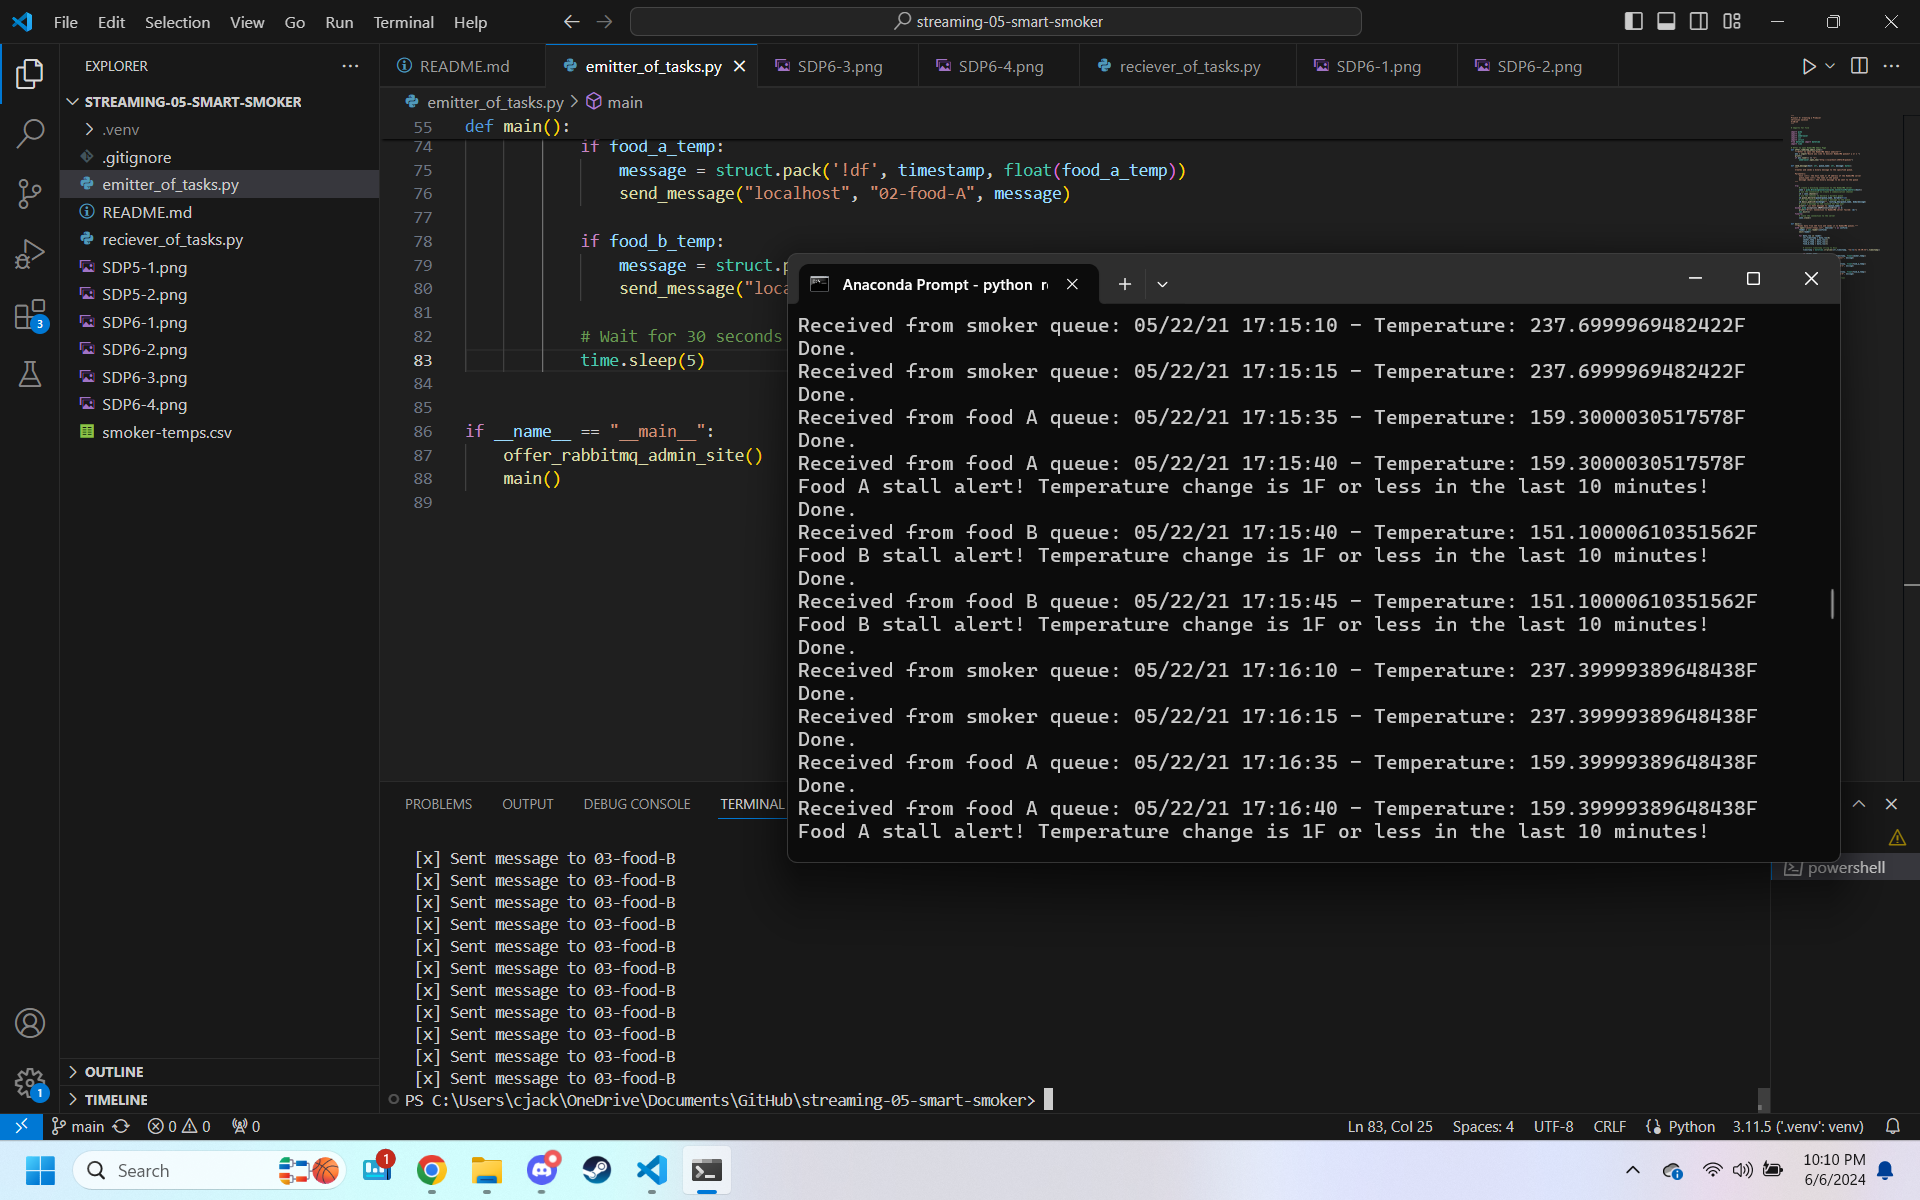 File Edit Selection View Go Run Terminal Help
streaming-05-smart-smoker
EXPLORER
README.md
emitter_of_tasks.py
SDP6-3.png
SDP6-4.png
reciever_of_tasks.py
SDP6-1.png
SDP6-2.png
STREAMING-05-SMART-SMOKER
.venv
.gitignore
emitter_of_tasks.py
README.md
reciever_of_tasks.py
SDP5-1.png
SDP5-2.png
SDP6-1.png
SDP6-2.png
SDP6-3.png
SDP6-4.png
smoker-temps.csv
3
OUTLINE
TIMELINE
1
emitter_of_tasks.py > main
55 def main():
74 if food_a_temp:
75 message = struct.pack('!df', timestamp, float(food_a_temp))
76 send_message("localhost", "02-food-A", message)
77
78 if food_b_temp:
79 message = struct.p
80 send_message("loca
81
82 # Wait for 30 seconds
83 time.sleep(5)
84
85
86 if __name__ == "__main__":
87 offer_rabbitmq_admin_site()
88 main()
89
Anaconda Prompt - python re
Received from smoker queue: 05/22/21 17:15:10 - Temperature: 237.6999969482422F
Done.
Received from smoker queue: 05/22/21 17:15:15 - Temperature: 237.6999969482422F
Done.
Received from food A queue: 05/22/21 17:15:35 - Temperature: 159.3000030517578F
Done.
Received from food A queue: 05/22/21 17:15:40 - Temperature: 159.3000030517578F
Food A stall alert! Temperature change is 1F or less in the last 10 minutes!
Done.
Received from food B queue: 05/22/21 17:15:40 - Temperature: 151.10000610351562F
Food B stall alert! Temperature change is 1F or less in the last 10 minutes!
Done.
Received from food B queue: 05/22/21 17:15:45 - Temperature: 151.10000610351562F
Food B stall alert! Temperature change is 1F or less in the last 10 minutes!
Done.
Received from smoker queue: 05/22/21 17:16:10 - Temperature: 237.39999389648438F
Done.
Received from smoker queue: 05/22/21 17:16:15 - Temperature: 237.39999389648438F
Done.
Received from food A queue: 05/22/21 17:16:35 - Temperature: 159.39999389648438F
Done.
Received from food A queue: 05/22/21 17:16:40 - Temperature: 159.39999389648438F
Food A stall alert! Temperature change is 1F or less in the last 10 minutes!
PROBLEMS OUTPUT DEBUG CONSOLE TERMINAL
powershell
[x] Sent message to 03-food-B
[x] Sent message to 03-food-B
[x] Sent message to 03-food-B
[x] Sent message to 03-food-B
[x] Sent message to 03-food-B
[x] Sent message to 03-food-B
[x] Sent message to 03-food-B
[x] Sent message to 03-food-B
[x] Sent message to 03-food-B
[x] Sent message to 03-food-B
[x] Sent message to 03-food-B
PS C:\Users\cjack\OneDrive\Documents\GitHub\streaming-05-smart-smoker>
main 0 0 0
Ln 83, Col 25 Spaces: 4 UTF-8 CRLF Python 3.11.5 ('.venv': venv)
Search
1
10:10 PM
6/6/2024